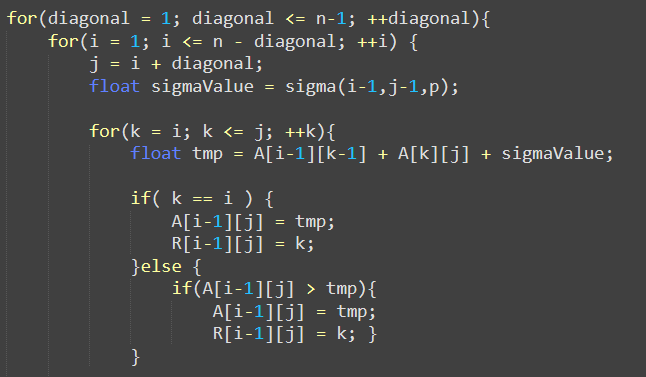 for(diagonal = 1; diagonal <= n-1; ++diagonal){
    for(i = 1; i <= n - diagonal; ++i) {
        j = i + diagonal;
        float sigmaValue = sigma(i-1,j-1,p);

        for(k = i; k <= j; ++k){
            float tmp = A[i-1][k-1] + A[k][j] + sigmaValue;

            if( k == i ) {
                A[i-1][j] = tmp;
                R[i-1][j] = k;
            }else {
                if(A[i-1][j] > tmp){
                    A[i-1][j] = tmp;
                    R[i-1][j] = k; }
            }